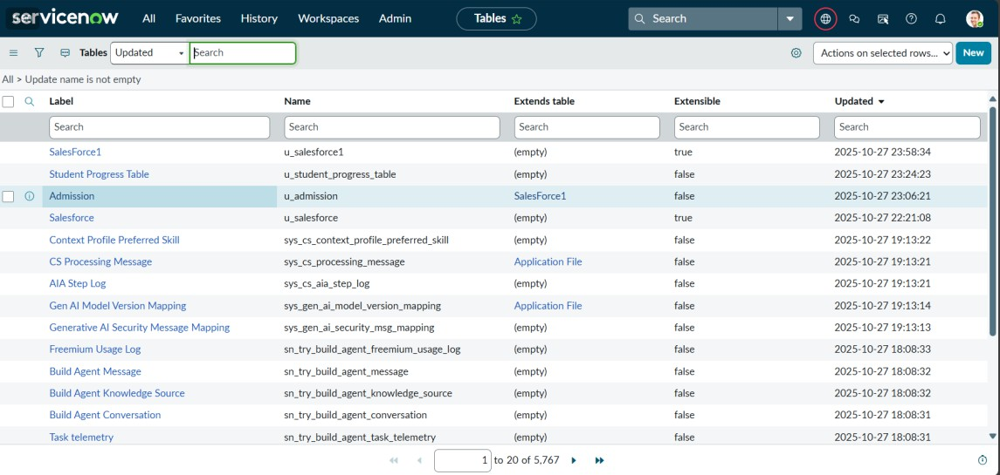 servicenow All Favorites History Workspaces Admin Tables Search
Tables Updated Search Actions on selected rows... New
All > Update name is not empty
Label Name Extends table Extensible Updated
Search Search Search Search Search
SalesForce1 u_salesforce1 (empty) true 2025-10-27 23:58:34
Student Progress Table u_student_progress_table (empty) false 2025-10-27 23:24:23
Admission u_admission SalesForce1 false 2025-10-27 23:06:21
Salesforce u_salesforce (empty) true 2025-10-27 22:21:08
Context Profile Preferred Skill sys_cs_context_profile_preferred_skill (empty) false 2025-10-27 19:13:22
CS Processing Message sys_cs_processing_message Application File false 2025-10-27 19:13:21
AIA Step Log sys_cs_aia_step_log (empty) false 2025-10-27 19:13:21
Gen AI Model Version Mapping sys_gen_ai_model_version_mapping Application File false 2025-10-27 19:13:14
Generative AI Security Message Mapping sys_gen_ai_security_msg_mapping (empty) false 2025-10-27 19:13:13
Freemium Usage Log sn_try_build_agent_freemium_usage_log (empty) false 2025-10-27 18:08:33
Build Agent Message sn_try_build_agent_message (empty) false 2025-10-27 18:08:32
Build Agent Knowledge Source sn_try_build_agent_knowledge_source (empty) false 2025-10-27 18:08:32
Build Agent Conversation sn_try_build_agent_conversation (empty) false 2025-10-27 18:08:31
Task telemetry sn_try_build_agent_task_telemetry (empty) false 2025-10-27 18:08:31
1 to 20 of 5,767